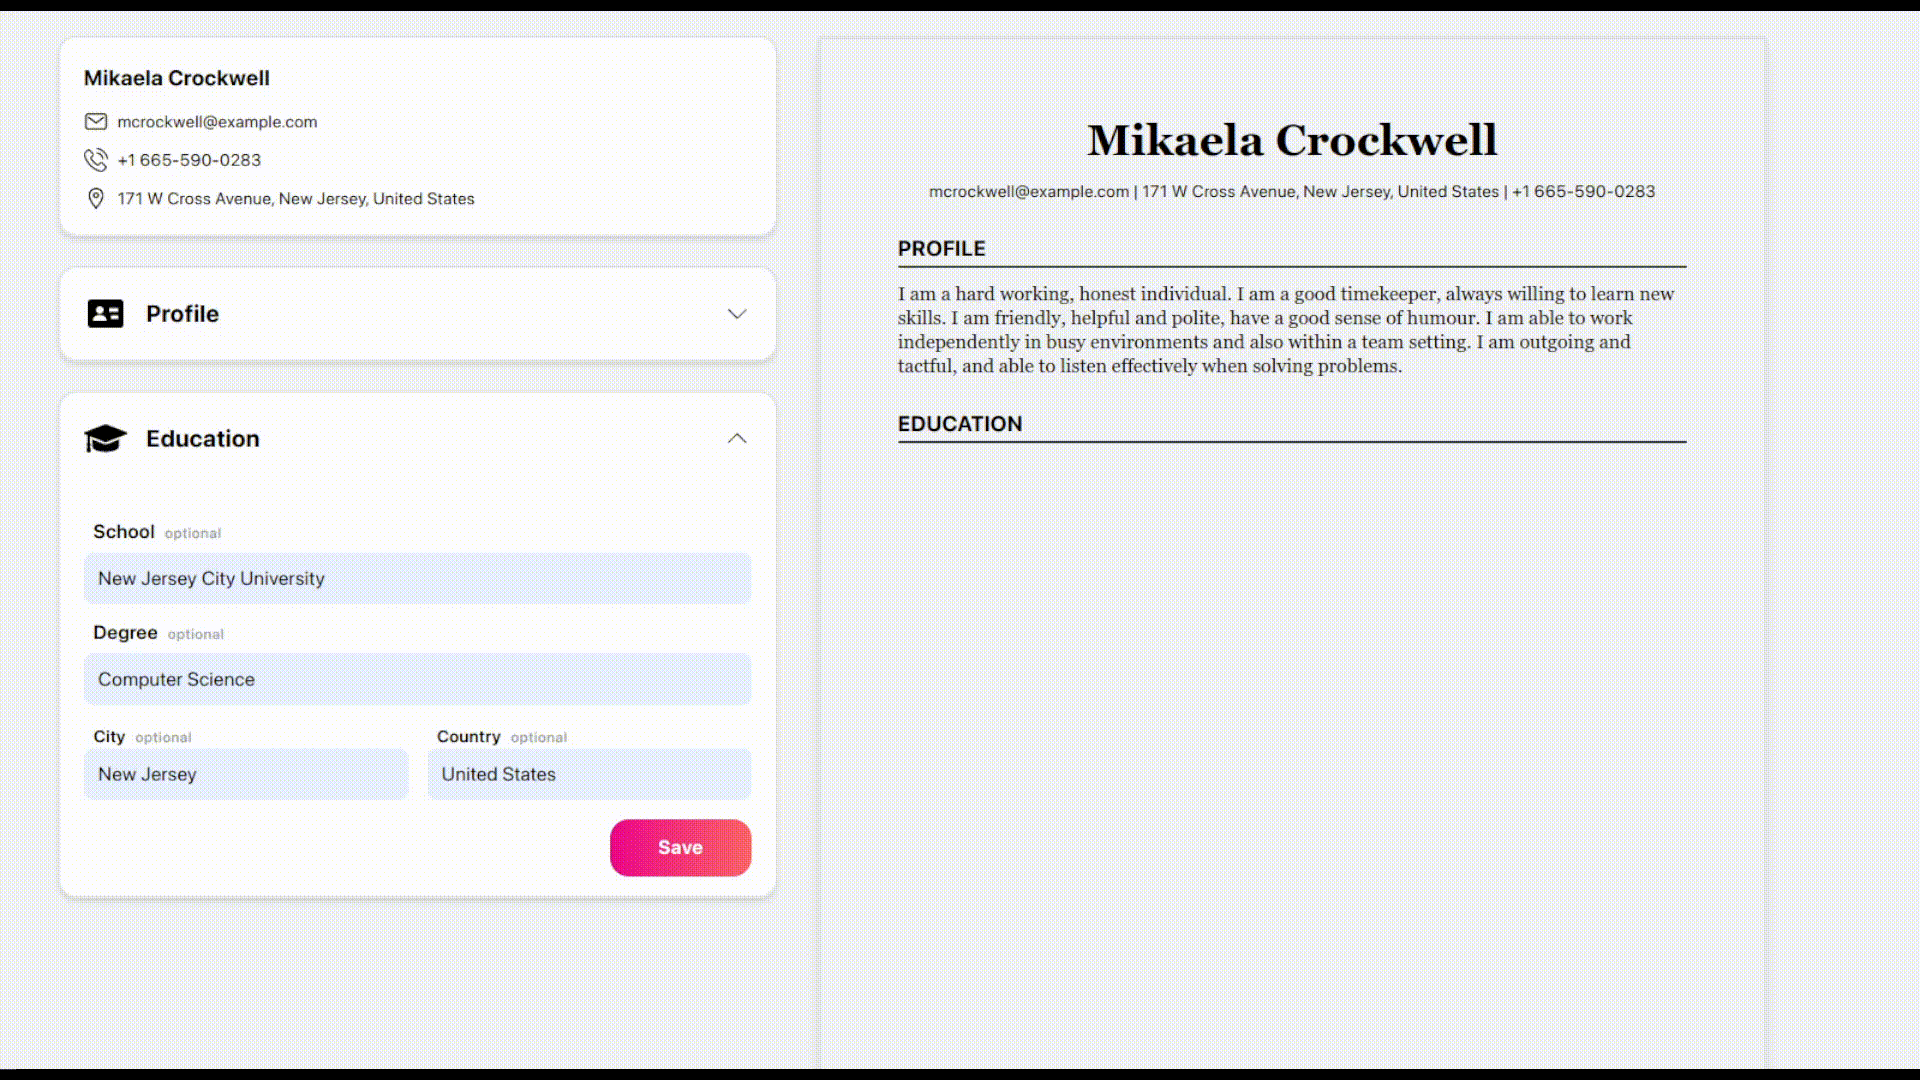 Mikaela Crockwell
mcrockwell@example.com
+1 665-590-0283
171 W Cross Avenue, New Jersey, United States
Profile
Education
School optional
New Jersey City University
Degree optional
Computer Science
City optional
Country optional
New Jersey
United States
Save
Mikaela Crockwell
mcrockwell@example.com | 171 W Cross Avenue, New Jersey, United States | +1 665-590-0283
PROFILE
I am a hard working, honest individual. I am a good timekeeper, always willing to learn new
skills. I am friendly, helpful and polite, have a good sense of humour. I am able to work
independently in busy environments and also within a team setting. I am outgoing and
tactful, and able to listen effectively when solving problems.
EDUCATION